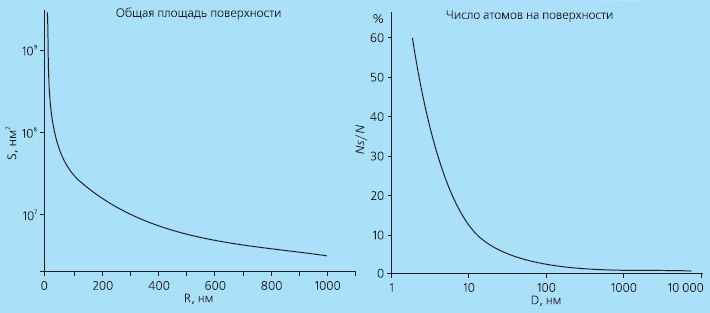 Общая площадь поверхности
S, нм²
10⁹
10⁸
10⁷
0 200 400 600 800 1000
R, нм
Число атомов на поверхности
%
Ns/N
60
50
40
30
20
10
0
1 10 100 1000 10 000
D, нм